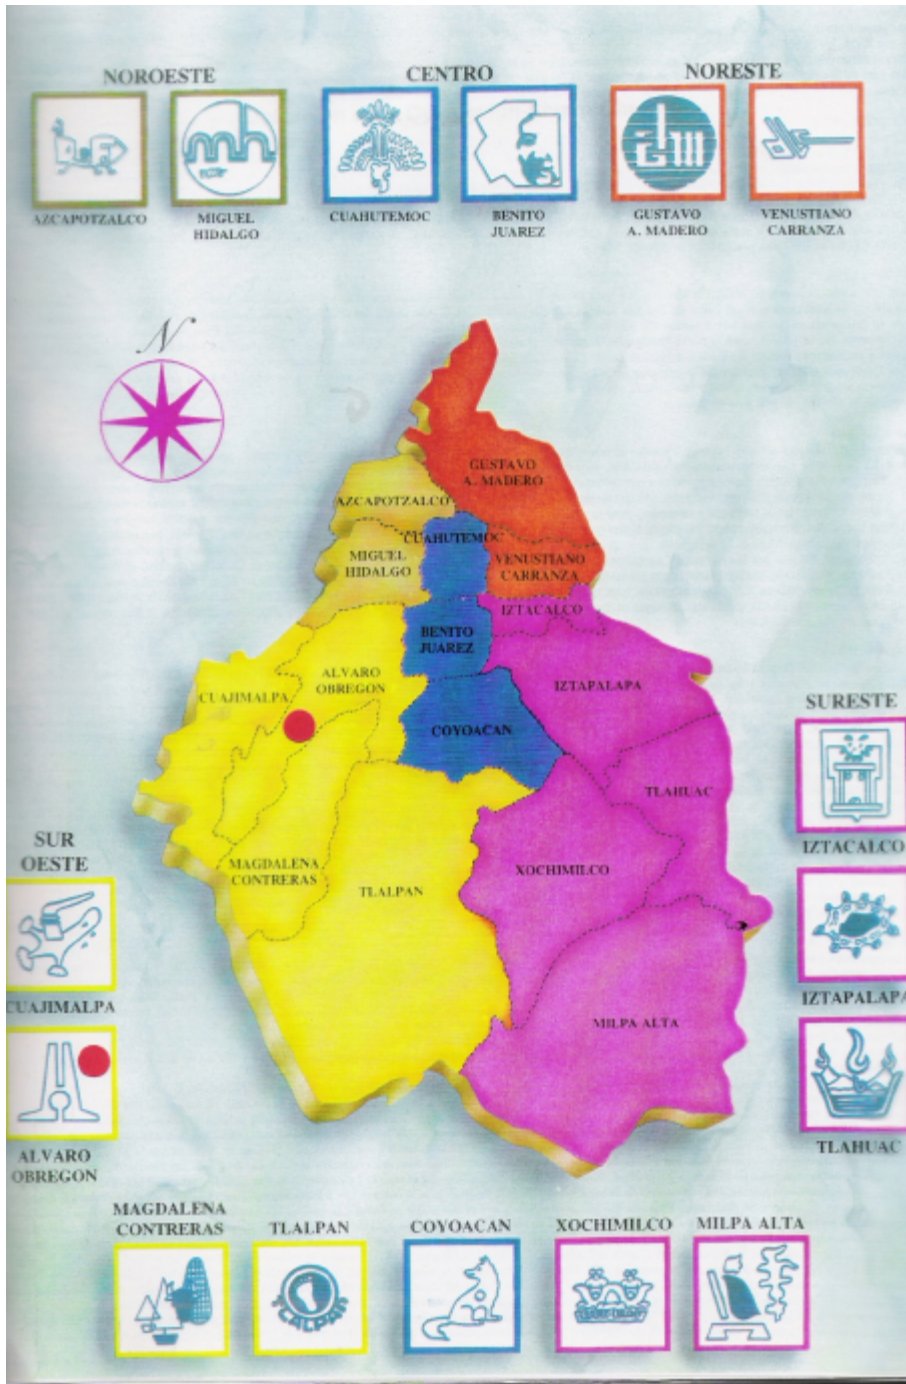 NOROESTE
CENTRO
NORESTE
mh
AZCAPOTZALCO
MIGUEL
HIDALGO
CUAHUTEMOC
BENITO
JUAREZ
GUSTAVO
A. MADERO
VENUSTIANO
CARRANZA
N
GUSTAVO
A. MADERO
AZCAPOTZALCO
CUAHUTEMOC
MIGUEL
HIDALGO
VENUSTIANO
CARRANZA
IZTACALCO
BENITO
JUAREZ
ALVARO
OBREGON
CUAJIMALPA
IZTAPALAPA
COYOACAN
TLAHUAC
MAGDALENA
CONTRERAS
TLALPAN
XOCHIMILCO
MILPA ALTA
SURESTE
IZTACALCO
IZTAPALAPA
TLAHUAC
SUR
OESTE
CUAJIMALPA
ALVARO
OBREGON
MAGDALENA
CONTRERAS
TLALPAN
COYOACAN
XOCHIMILCO
MILPA ALTA
TLALPAN